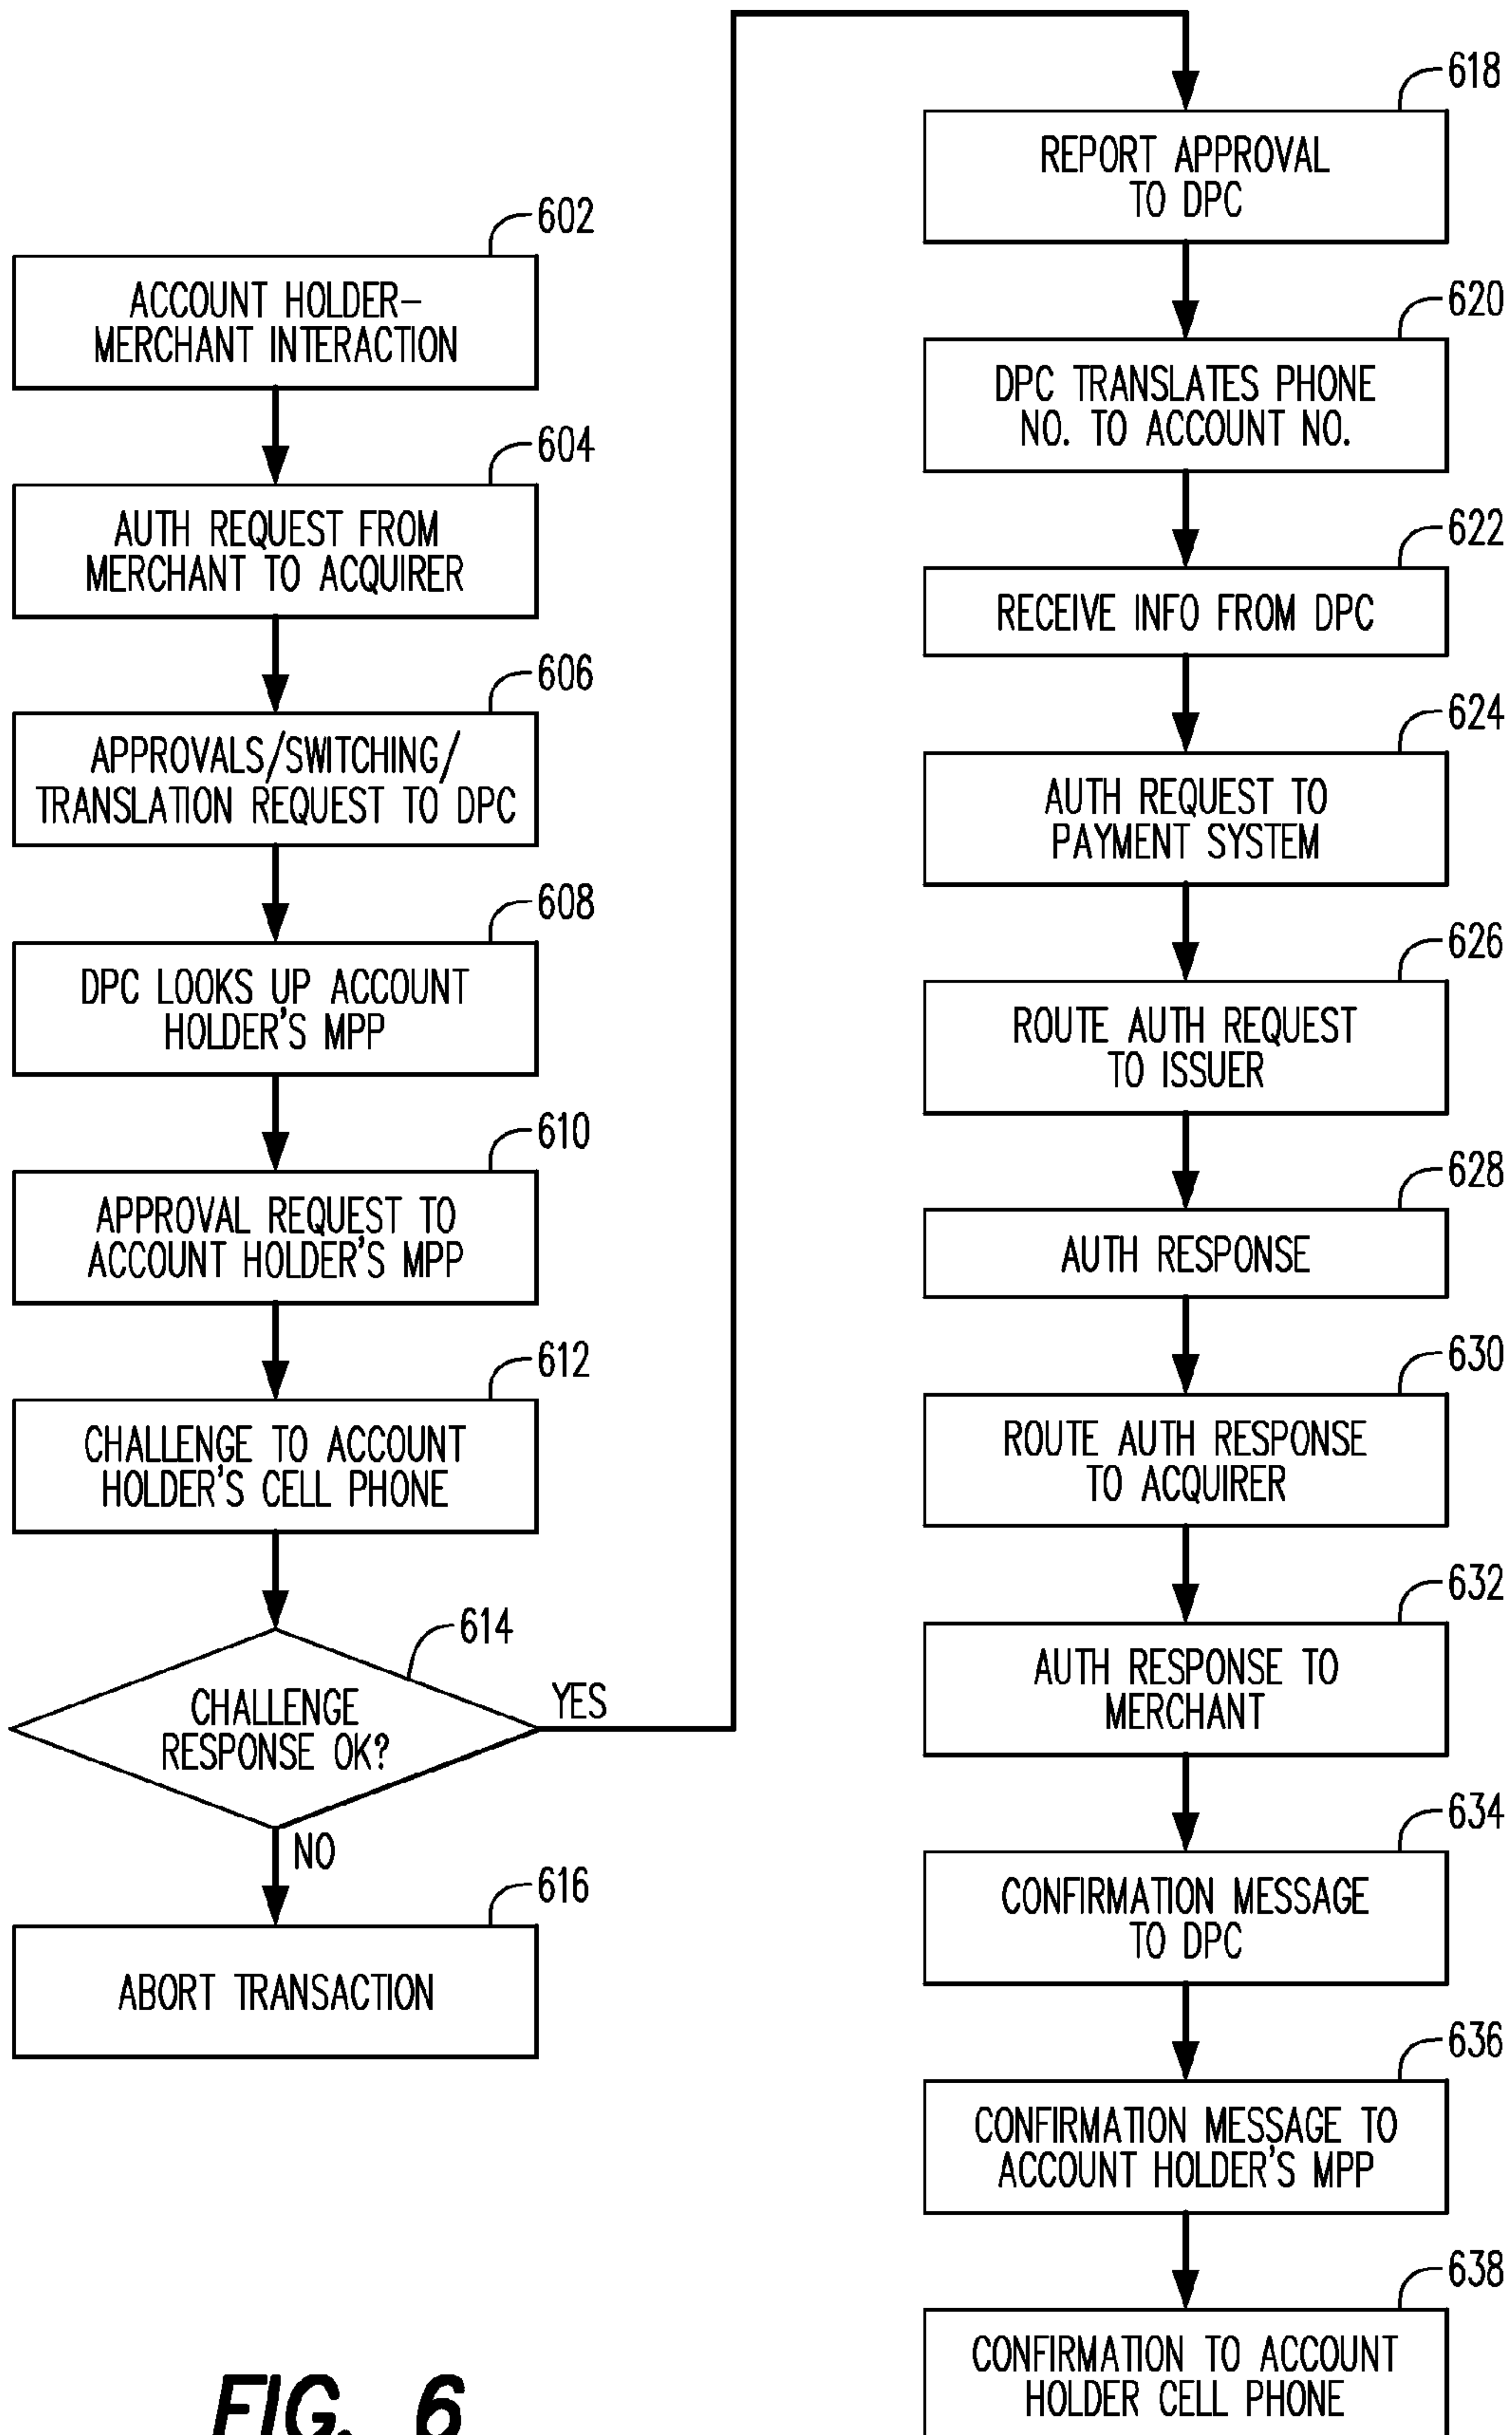 602
ACCOUNT HOLDER-
MERCHANT INTERACTION
604
AUTH REQUEST FROM
MERCHANT TO ACQUIRER
606
APPROVALS/SWITCHING/
TRANSLATION REQUEST TO DPC
608
DPC LOOKS UP ACCOUNT
HOLDER'S MPP
610
APPROVAL REQUEST TO
ACCOUNT HOLDER'S MPP
612
CHALLENGE TO ACCOUNT
HOLDER'S CELL PHONE
614
CHALLENGE
RESPONSE OK?
YES
NO
616
ABORT TRANSACTION
618
REPORT APPROVAL
TO DPC
620
DPC TRANSLATES PHONE
NO. TO ACCOUNT NO.
622
RECEIVE INFO FROM DPC
624
AUTH REQUEST TO
PAYMENT SYSTEM
626
ROUTE AUTH REQUEST
TO ISSUER
628
AUTH RESPONSE
630
ROUTE AUTH RESPONSE
TO ACQUIRER
632
AUTH RESPONSE TO
MERCHANT
634
CONFIRMATION MESSAGE
TO DPC
636
CONFIRMATION MESSAGE TO
ACCOUNT HOLDER'S MPP
638
CONFIRMATION TO ACCOUNT
HOLDER CELL PHONE
FIG. 6